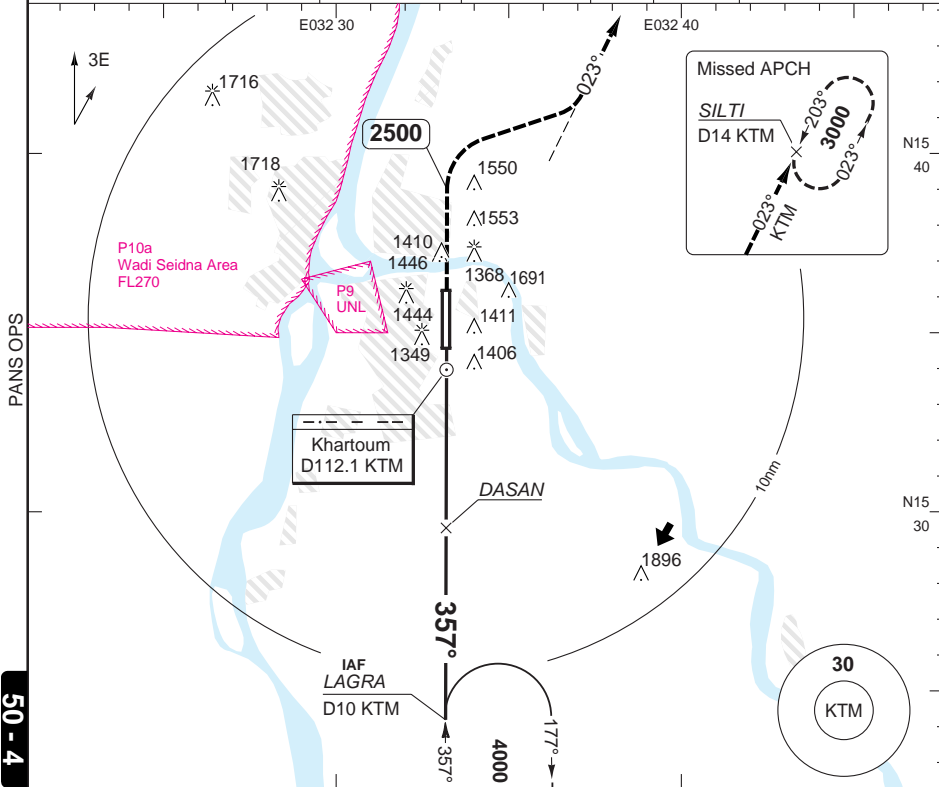 E032 30
E032 40
3E
1716
Missed APCH
SILTI
D14 KTM
203°
3000
023°
023°
KTM
023°
2500
N15
40
1718
1550
1553
1410
1446
1368
1691
P10a
Wadi Seidna Area
FL270
P9
UNL
1444
1411
1349
1406
PANS OPS
Khartoum
D112.1 KTM
DASAN
10nm
N15
30
1896
357°
IAF
LAGRA
D10 KTM
357°
4000
177°
30
KTM
50 - 4